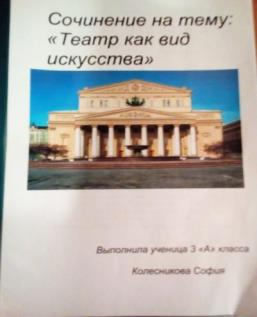 Сочинение на тему:
«Театр как вид
искусства»
Выполнила ученица 3 «А» класса
Колесникова София